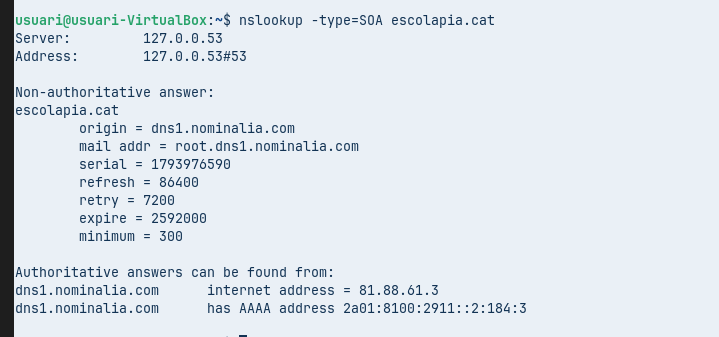 usuari@usuari-VirtualBox:~$ nslookup -type=SOA escolapia.cat
Server:         127.0.0.53
Address:        127.0.0.53#53

Non-authoritative answer:
escolapia.cat
        origin = dns1.nominalia.com
        mail addr = root.dns1.nominalia.com
        serial = 1793976590
        refresh = 86400
        retry = 7200
        expire = 2592000
        minimum = 300

Authoritative answers can be found from:
dns1.nominalia.com      internet address = 81.88.61.3
dns1.nominalia.com      has AAAA address 2a01:8100:2911::2:184:3